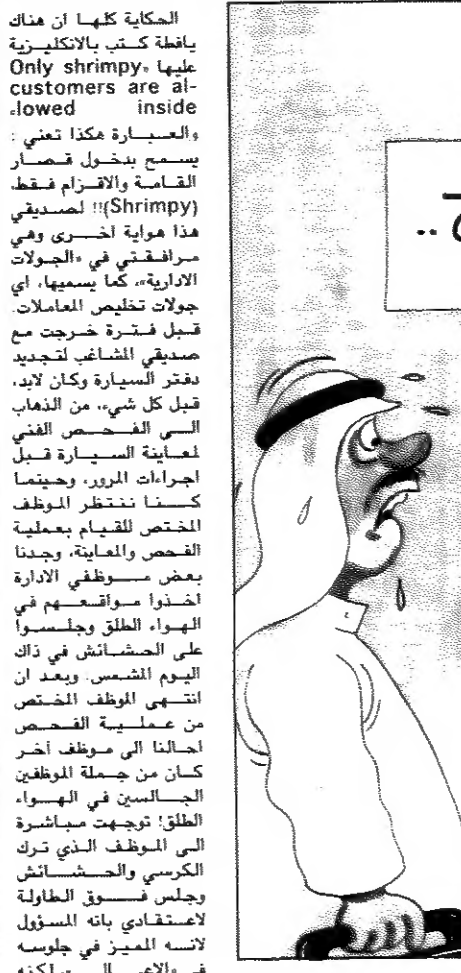 الحكاية كلها ان هناك
يافطة كتب بالانكليزية
عليها «Only shrimpy
customers are al-
lowed inside»
والعبارة هكذا تعني :
يسمح بدخول قصار
القامة والاقزام فقط.
(Shrimpy)!! لصديقي
هذا هواية اخرى وهي
مرافقتي في «الجولات
الادارية»، كما يسميها، اي
جولات تخليص المعاملات.
قبل فترة خرجت مع
صديقي المشاغب لتجديد
دفتر السيارة وكان لابد،
قبل كل شيء، من الذهاب
الى الفحص الفني
لمعاينة السيارة قبل
اجراءات المرور، وحينما
كنا ننتظر الموظف
المختص للقيام بعملية
الفحص والمعاينة، وجدنا
بعض موظفي الادارة
اخذوا مواقعهم في
الهواء الطلق وجلسوا
على الحشائش في ذاك
اليوم المشمس. وبعد ان
انتهى الموظف المختص
من عملية الفحص
احالنا الى موظف آخر
كان من جملة الموظفين
الجالسين في الهواء
الطلق! توجهت مباشرة
الى الموظف الذي ترك
الكرسي والحشائش
وجلس فوق الطاولة
لاعتقادي بانه المسؤول
لانسه المميز في جلوسه
لكنه